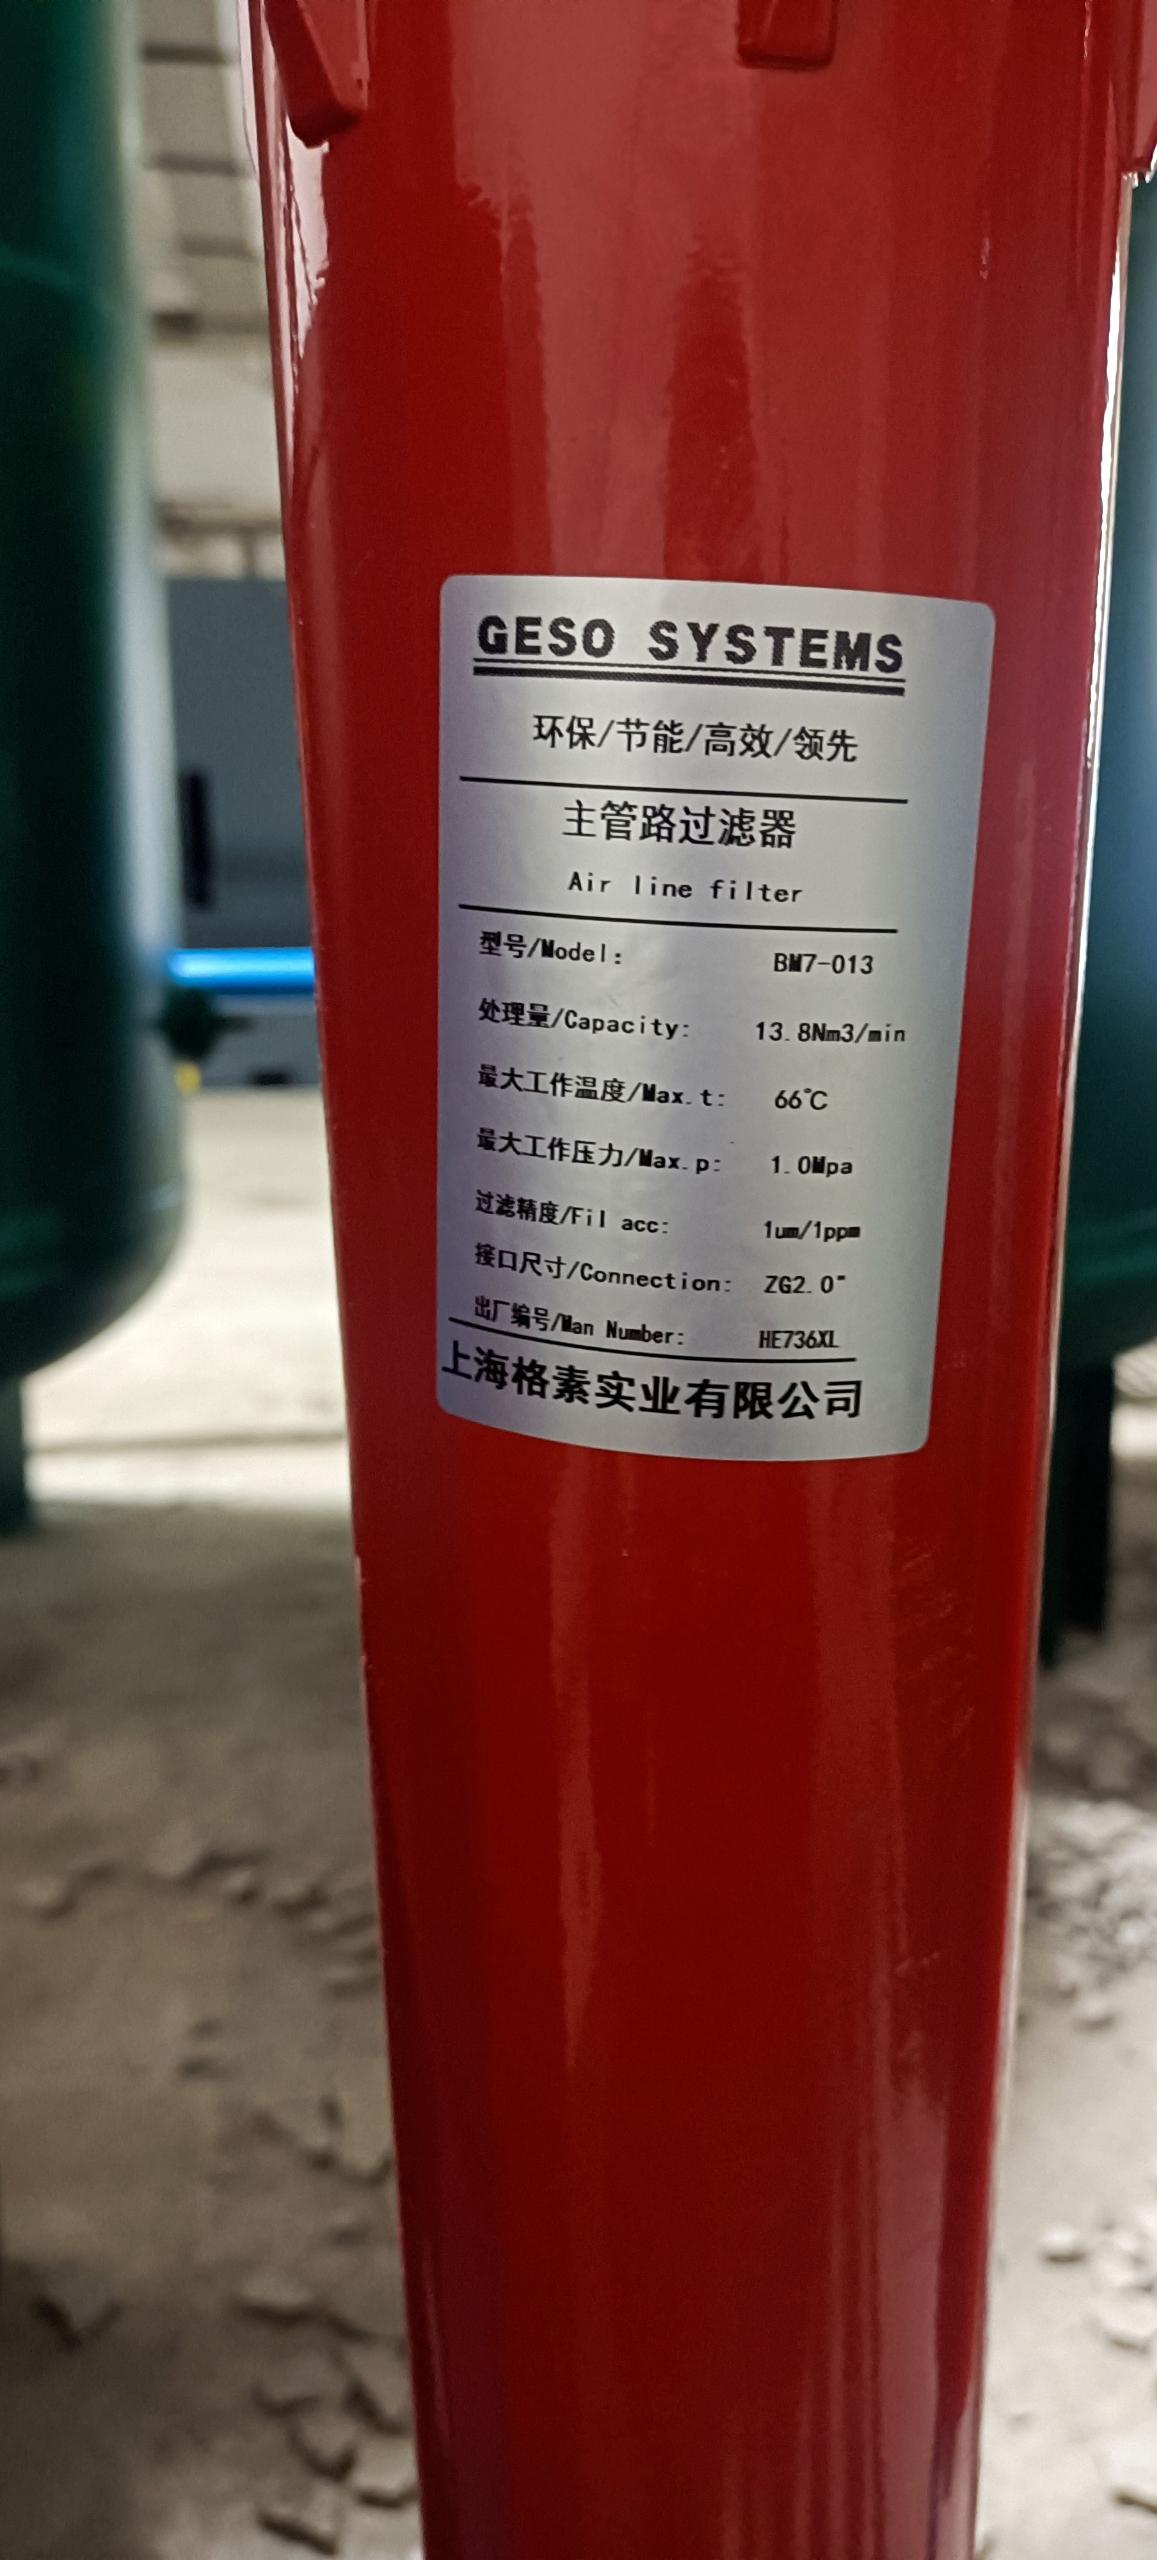 GESO SYSTEMS
环保/节能/高效/领先
主管路过滤器
Air line filter
型号/Model: BM7-013
处理量/Capacity: 13.8Nm3/min
最大工作温度/Max.t: 66℃
最大工作压力/Max.p: 1.0Mpa
过滤精度/Fil acc: 1um/1ppm
接口尺寸/Connection: ZG2.0"
出厂编号/Man Number: HE736XL
上海格素实业有限公司